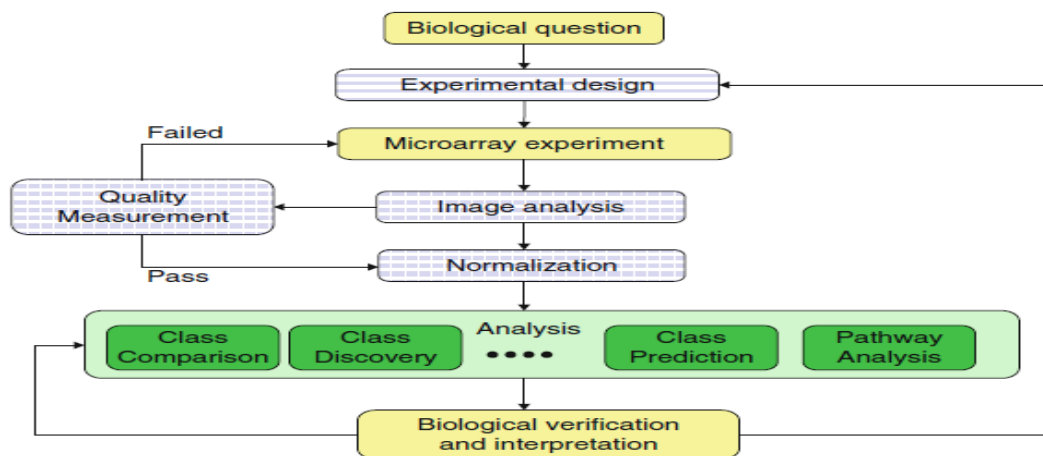 Biological question
Experimental design
Failed
Microarray experiment
Quality
Measurement
Image analysis
Pass
Normalization
Analysis
Class
Comparison
Class
Discovery
Class
Prediction
Pathway
Analysis
Biological verification
and interpretation